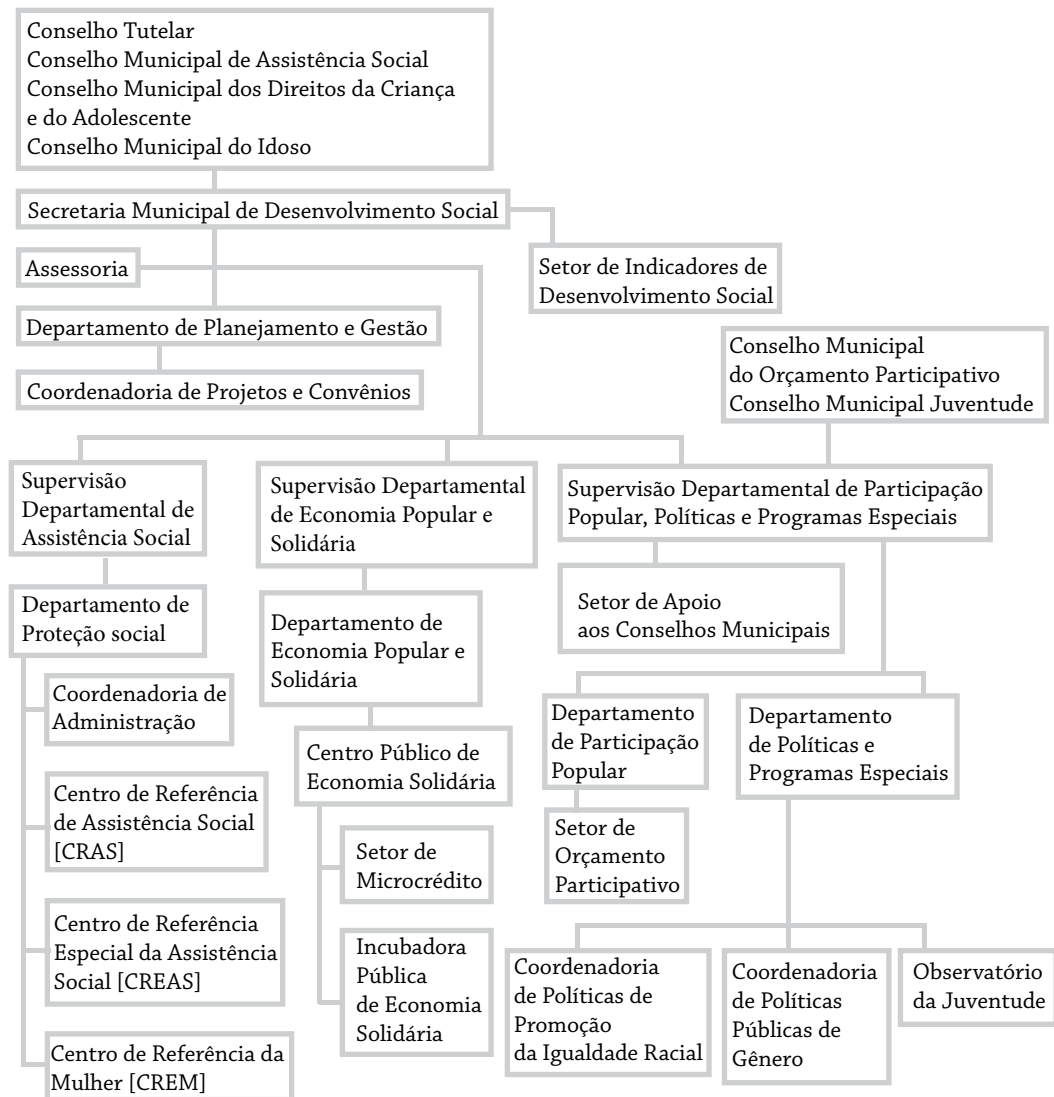 Conselho Tutelar
Conselho Municipal de Assistência Social
Conselho Municipal dos Direitos da Criança
e do Adolescente
Conselho Municipal do Idoso
Secretaria Municipal de Desenvolvimento Social
Assessoria
Setor de Indicadores de
Desenvolvimento Social
Departamento de Planejamento e Gestão
Coordenadoria de Projetos e Convênios
Conselho Municipal
do Orçamento Participativo
Conselho Municipal Juventude
Supervisão
Departamental de
Assistência Social
Supervisão Departamental
de Economia Popular e
Solidária
Supervisão Departamental de Participação
Popular, Políticas e Programas Especiais
Departamento de
Proteção social
Departamento de
Economia Popular e
Solidária
Setor de Apoio
aos Conselhos Municipais
Coordenadoria de
Administração
Centro Público de
Economia Solidária
Departamento
de Participação
Popular
Departamento
de Políticas e
Programas Especiais
Centro de Referência
de Assistência Social
[CRAS]
Setor de
Microcrédito
Setor de
Orçamento
Participativo
Centro de Referência
Especial da Assistência
Social [CREAS]
Incubadora
Pública
de Economia
Solidária
Coordenadoria
de Políticas de
Promoção
da Igualdade Racial
Coordenadoria
de Políticas
Públicas de
Gênero
Observatório
da Juventude
Centro de Referência da
Mulher [CREM]